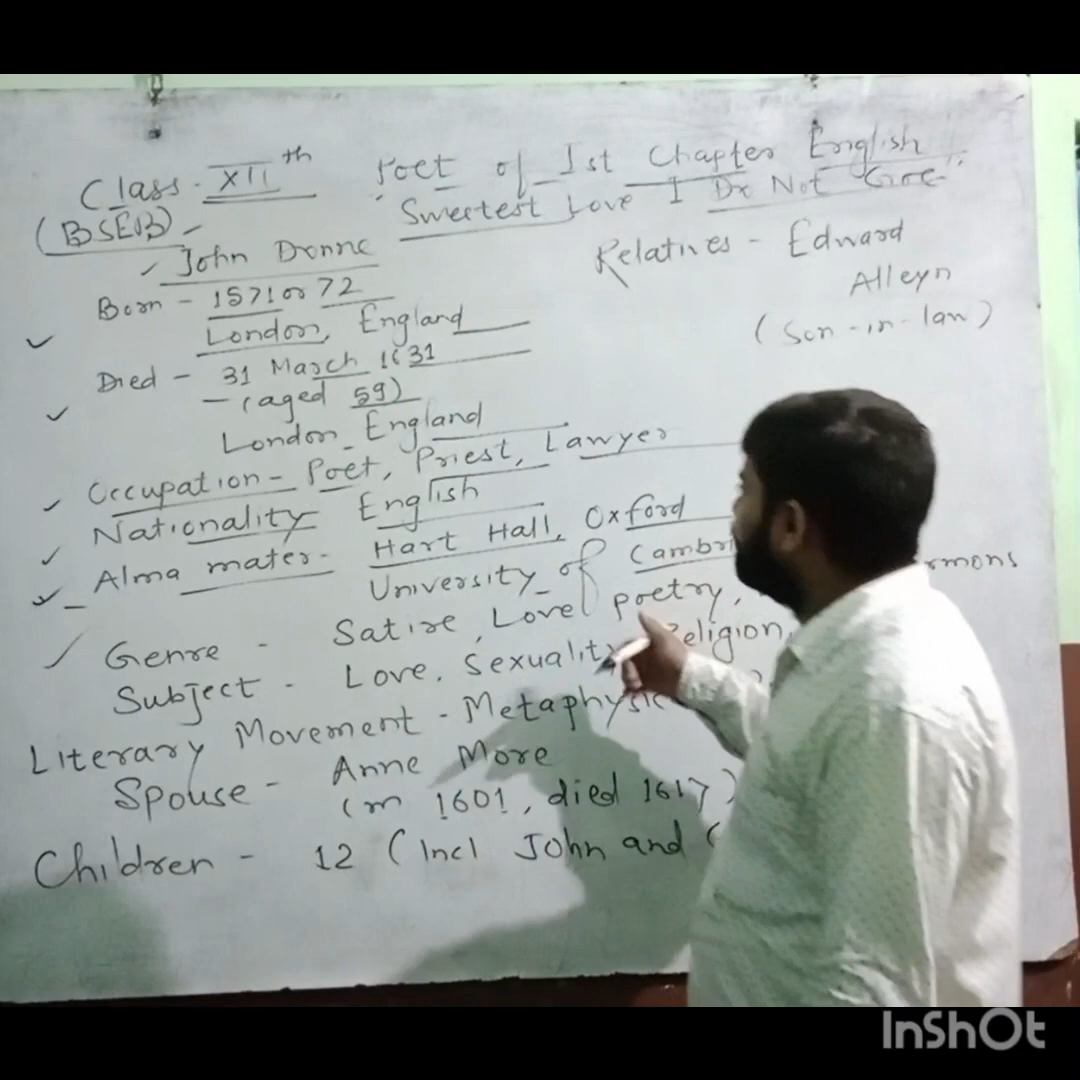 Class - XIIth Poet of Ist Chapter English
(BSEB) - "Sweetest Love I Do Not Goe"
John Donne
Relatives - Edward
Alleyn
(Son-in-law)
Born - 1571 or 72
London, England
Died - 31 March 1631
- (aged 59)
London England
Occupation - Poet, Priest, Lawyer
Nationality English
Alma mater - Hart Hall, Oxford
University of Cambri
Genre - Satire, Love poetry, rmons
Subject - Love, Sexuality, Religion,
Literary Movement - Metaphysic
Spouse - Anne More
(m 1601, died 1617)
Children - 12 (Incl John and
InShOt